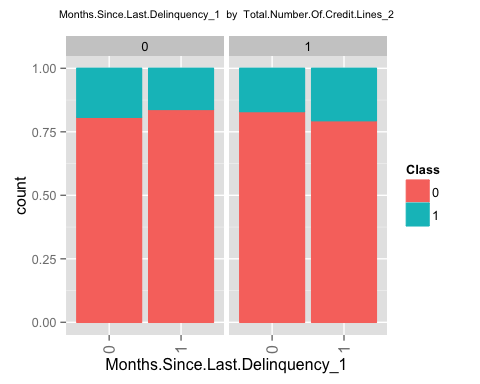 Months.Since.Last.Delinquency_1 by Total.Number.Of.Credit.Lines_2
0 1
1.00
0.75
0.50
0.25
0.00
count
0 1 0 1
Months.Since.Last.Delinquency_1
Class
0
1